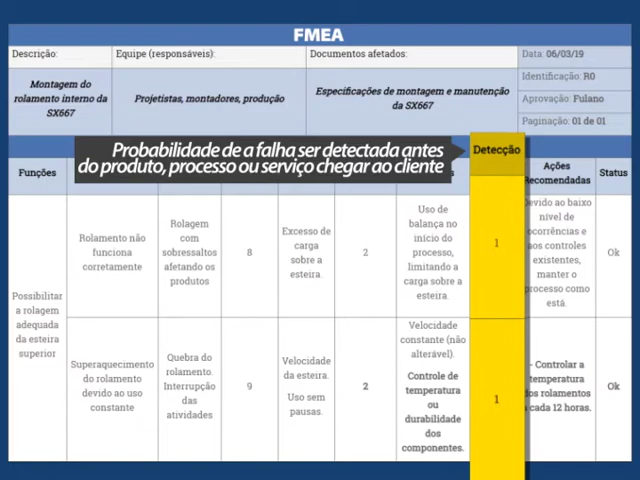 FMEA
Descrição:
Equipe (responsáveis):
Documentos afetados:
Data: 06/03/19
Montagem do
rolamento interno da
SX667
Projetistas, montadores, produção
Especificações de montagem e manutenção
da SX667
Identificação: R0
Aprovação: Fulano
Paginação: 01 de 01
Probabilidade de a falha ser detectada antes
do produto, processo ou serviço chegar ao cliente
Detecção
Funções
Ações
Recomendadas
Status
Possibilitar
a rolagem
adequada
da esteira
superior
Rolamento não
funciona
corretamente
Rolagem
com
sobressaltos
afetando os
produtos
8
Excesso de
carga
sobre a
esteira.
2
Uso de
balança no
início do
processo,
limitando a
carga sobre a
esteira.
1
Devido ao baixo
nível de
ocorrências e
aos controles
existentes,
manter o
processo como
está.
Ok
Superaquecimento
do rolamento
devido ao uso
constante
Quebra do
rolamento.
Interrupção
das
atividades
9
Velocidade
da esteira.
Uso sem
pausas.
2
Velocidade
constante (não
alterável).
Controle de
temperatura
ou
durabilidade
dos
componentes.
1
- Controlar a
temperatura
dos rolamentos
a cada 12 horas.
Ok